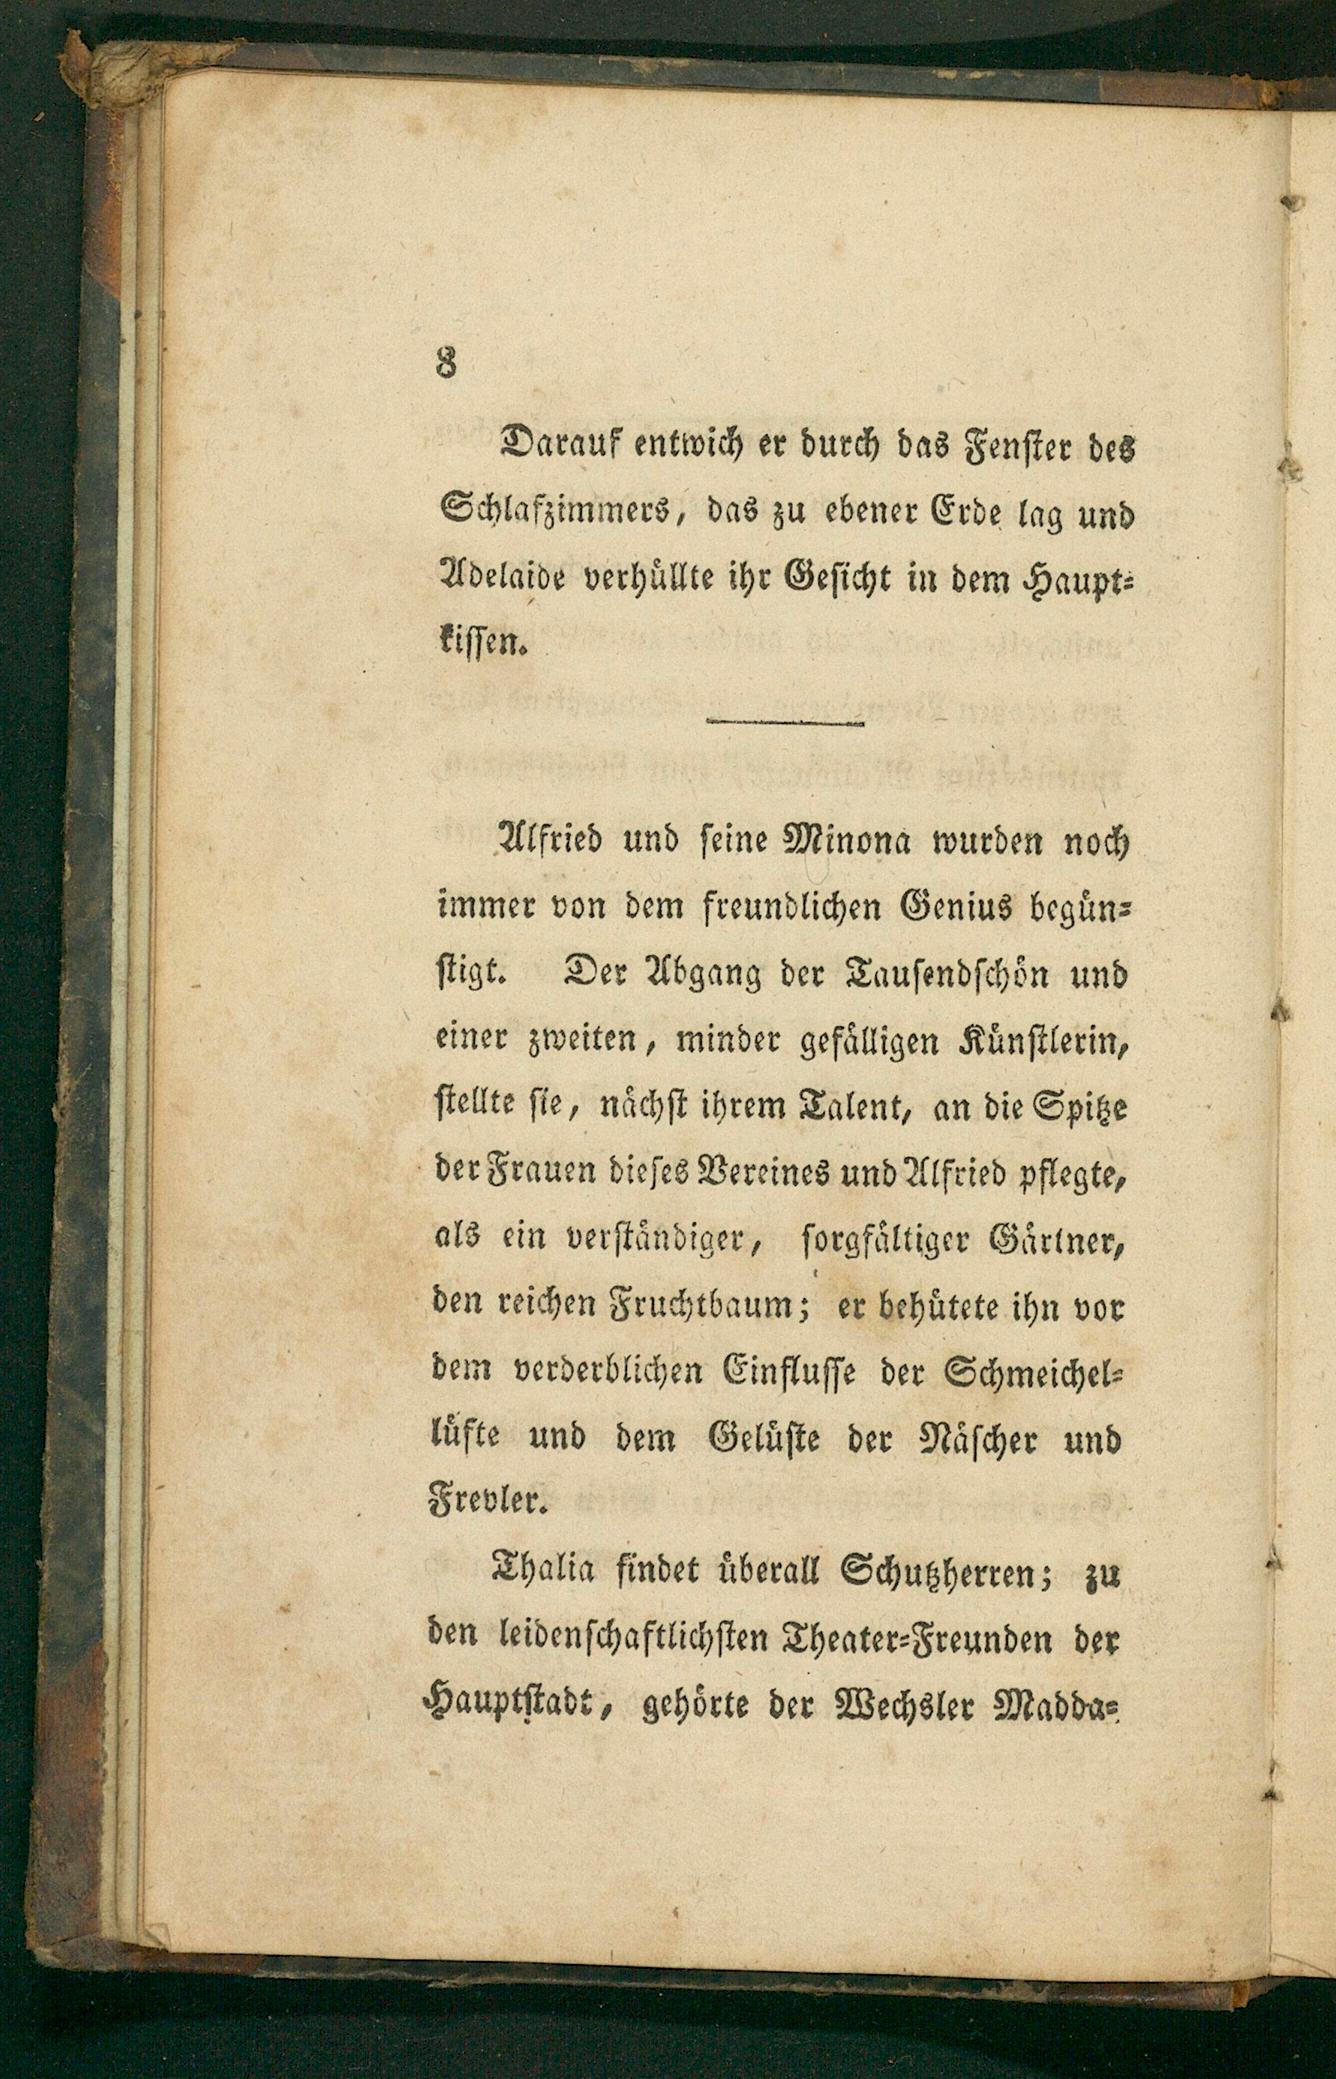 8
Darauf entwich er durch das Fenster des
Schlafzimmers, das zu ebener Erde lag und
Adelaide verhüllte ihr Gesicht in dem Haupt-
kissen.
Alfried und seine Minona wurden noch
immer von dem freundlichen Genius begün-
stigt. Der Abgang der Tausendschön und
einer zweiten, minder gefälligen Künstlerin,
stellte sie, nächst ihrem Talent, an die Spitze
der Frauen dieses Vereines und Alfried pflegte,
als ein verständiger, sorgfältiger Gärtner,
den reichen Fruchtbaum; er behütete ihn vor
dem verderblichen Einflusse der Schmeichel-
lüfte und dem Gelüste der Näscher und
Frevler.
Thalia findet überall Schutzherren; zu
den leidenschaftlichsten Theater-Freunden der
Hauptstadt, gehörte der Wechsler Madda-